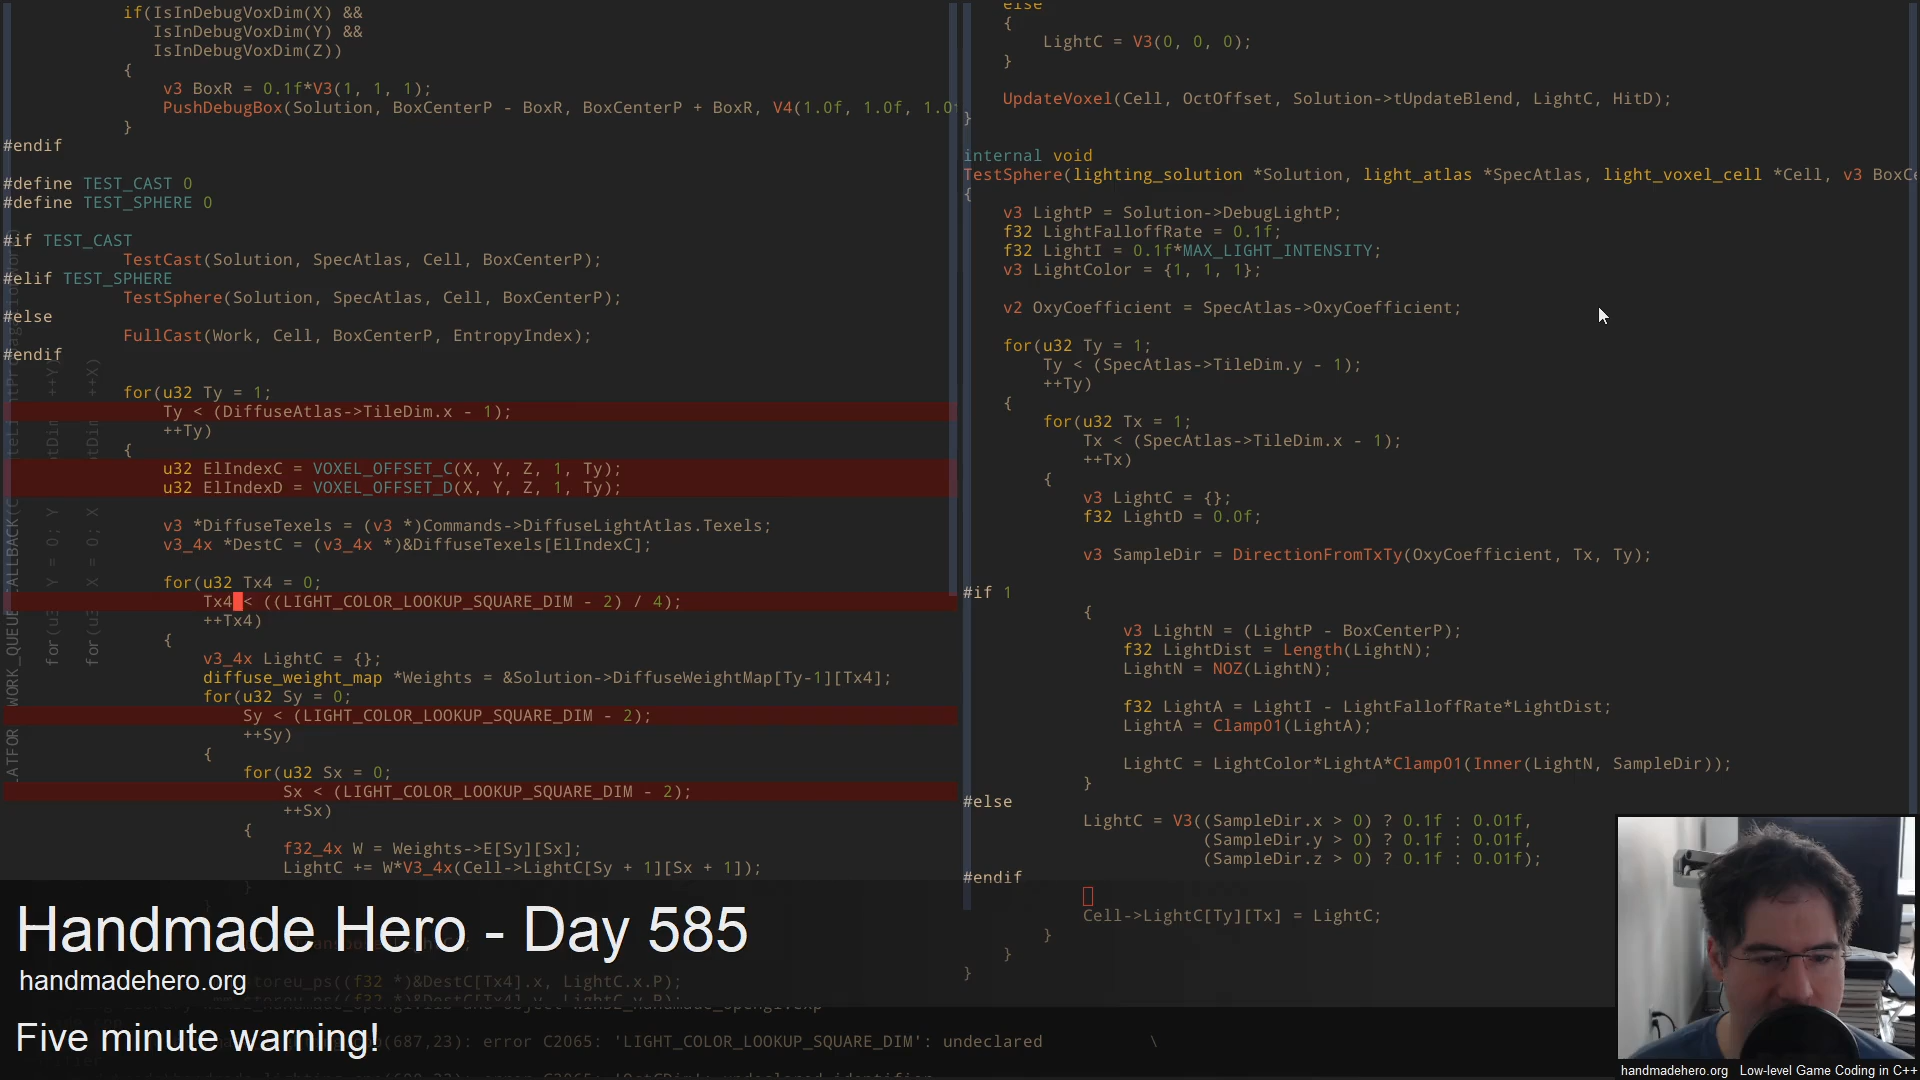 if(IsInDebugVoxDim(X) &&
IsInDebugVoxDim(Y) &&
IsInDebugVoxDim(Z))
{
v3 BoxR = 0.1f*V3(1, 1, 1);
PushDebugBox(Solution, BoxCenterP - BoxR, BoxCenterP + BoxR, V4(1.0f, 1.0f, 1.0
}
#endif
#define TEST_CAST 0
#define TEST_SPHERE 0
#if TEST_CAST
TestCast(Solution, SpecAtlas, Cell, BoxCenterP);
#elif TEST_SPHERE
TestSphere(Solution, SpecAtlas, Cell, BoxCenterP);
#else
FullCast(Work, Cell, BoxCenterP, EntropyIndex);
#endif
for(u32 Ty = 1;
Ty < (DiffuseAtlas->TileDim.x - 1);
++Ty)
{
u32 ElIndexC = VOXEL_OFFSET_C(X, Y, Z, 1, Ty);
u32 ElIndexD = VOXEL_OFFSET_D(X, Y, Z, 1, Ty);
v3 *DiffuseTexels = (v3 *)Commands->DiffuseLightAtlas.Texels;
v3_4x *DestC = (v3_4x *)&DiffuseTexels[ElIndexC];
for(u32 Tx4 = 0;
Tx4 < ((LIGHT_COLOR_LOOKUP_SQUARE_DIM - 2) / 4);
++Tx4)
{
v3_4x LightC = {};
diffuse_weight_map *Weights = &Solution->DiffuseWeightMap[Ty-1][Tx4];
for(u32 Sy = 0;
Sy < (LIGHT_COLOR_LOOKUP_SQUARE_DIM - 2);
++Sy)
{
for(u32 Sx = 0;
Sx < (LIGHT_COLOR_LOOKUP_SQUARE_DIM - 2);
++Sx)
{
f32_4x W = Weights->E[Sy][Sx];
LightC += W*V3_4x(Cell->LightC[Sy + 1][Sx + 1]);
}
else
{
LightC = V3(0, 0, 0);
}
UpdateVoxel(Cell, OctOffset, Solution->tUpdateBlend, LightC, HitD);
}
internal void
TestSphere(lighting_solution *Solution, light_atlas *SpecAtlas, light_voxel_cell *Cell, v3 BoxCe
{
v3 LightP = Solution->DebugLightP;
f32 LightFalloffRate = 0.1f;
f32 LightI = 0.1f*MAX_LIGHT_INTENSITY;
v3 LightColor = {1, 1, 1};
v2 OxyCoefficient = SpecAtlas->OxyCoefficient;
for(u32 Ty = 1;
Ty < (SpecAtlas->TileDim.y - 1);
++Ty)
{
for(u32 Tx = 1;
Tx < (SpecAtlas->TileDim.x - 1);
++Tx)
{
v3 LightC = {};
f32 LightD = 0.0f;
v3 SampleDir = DirectionFromTxTy(OxyCoefficient, Tx, Ty);
#if 1
{
v3 LightN = (LightP - BoxCenterP);
f32 LightDist = Length(LightN);
LightN = NOZ(LightN);
f32 LightA = LightI - LightFalloffRate*LightDist;
LightA = Clamp01(LightA);
LightC = LightColor*LightA*Clamp01(Inner(LightN, SampleDir));
}
#else
LightC = V3((SampleDir.x > 0) ? 0.1f : 0.01f,
(SampleDir.y > 0) ? 0.1f : 0.01f,
(SampleDir.z > 0) ? 0.1f : 0.01f);
#endif
Cell->LightC[Ty][Tx] = LightC;
}
}
}
Handmade Hero - Day 585
handmadehero.org
storeu_ps((f32 *)&DestC[Tx4].x, LightC.x.P);
Five minute warning!
(687,23): error C2065: 'LIGHT_COLOR_LOOKUP_SQUARE_DIM': undeclared \
handmadehero.org Low-level Game Coding in C++